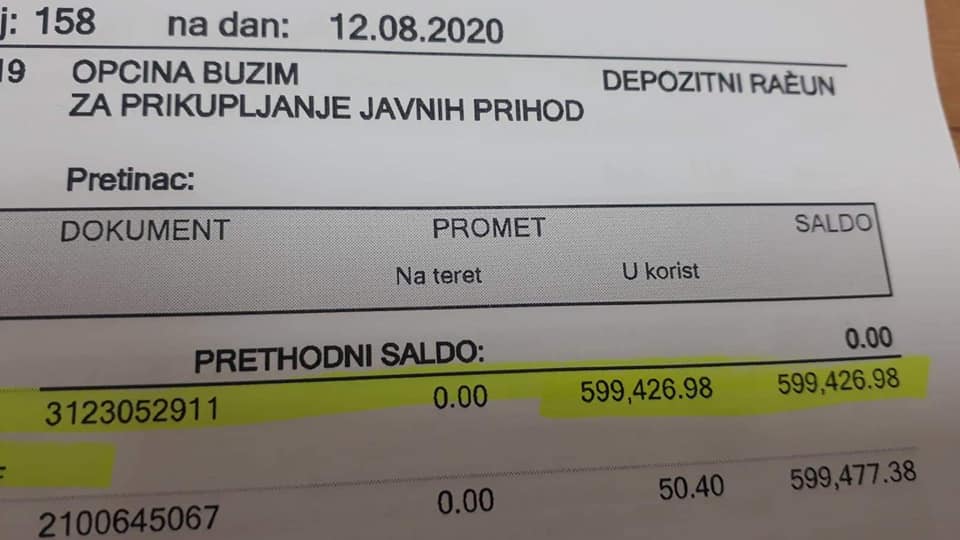 j: 158 na dan: 12.08.2020
19 OPCINA BUZIM DEPOZITNI RAÈUN
ZA PRIKUPLJANJE JAVNIH PRIHOD
Pretinac:
DOKUMENT PROMET SALDO
Na teret U korist
PRETHODNI SALDO: 0.00
3123052911 0.00 599,426.98 599,426.98
2100645067 0.00 50.40 599,477.38